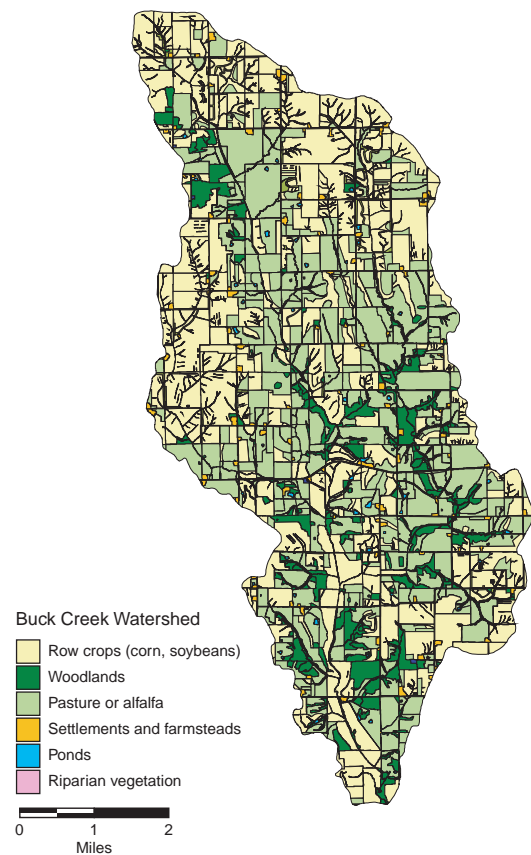 Buck Creek Watershed
Row crops (corn, soybeans)
Woodlands
Pasture or alfalfa
Settlements and farmsteads
Ponds
Riparian vegetation
0 1 2
Miles